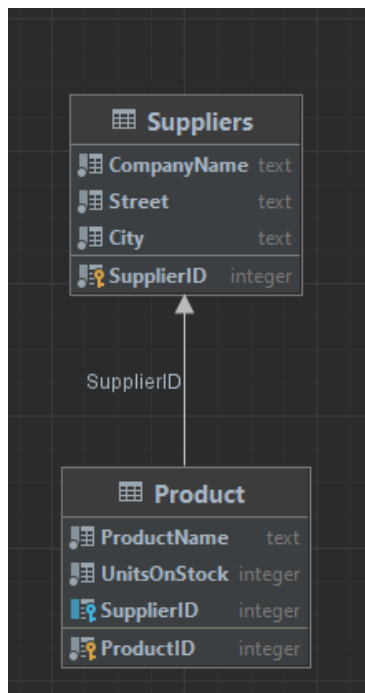 Suppliers
CompanyName text
Street text
City text
SupplierID integer
SupplierID
Product
ProductName text
UnitsOnStock integer
SupplierID integer
ProductID integer